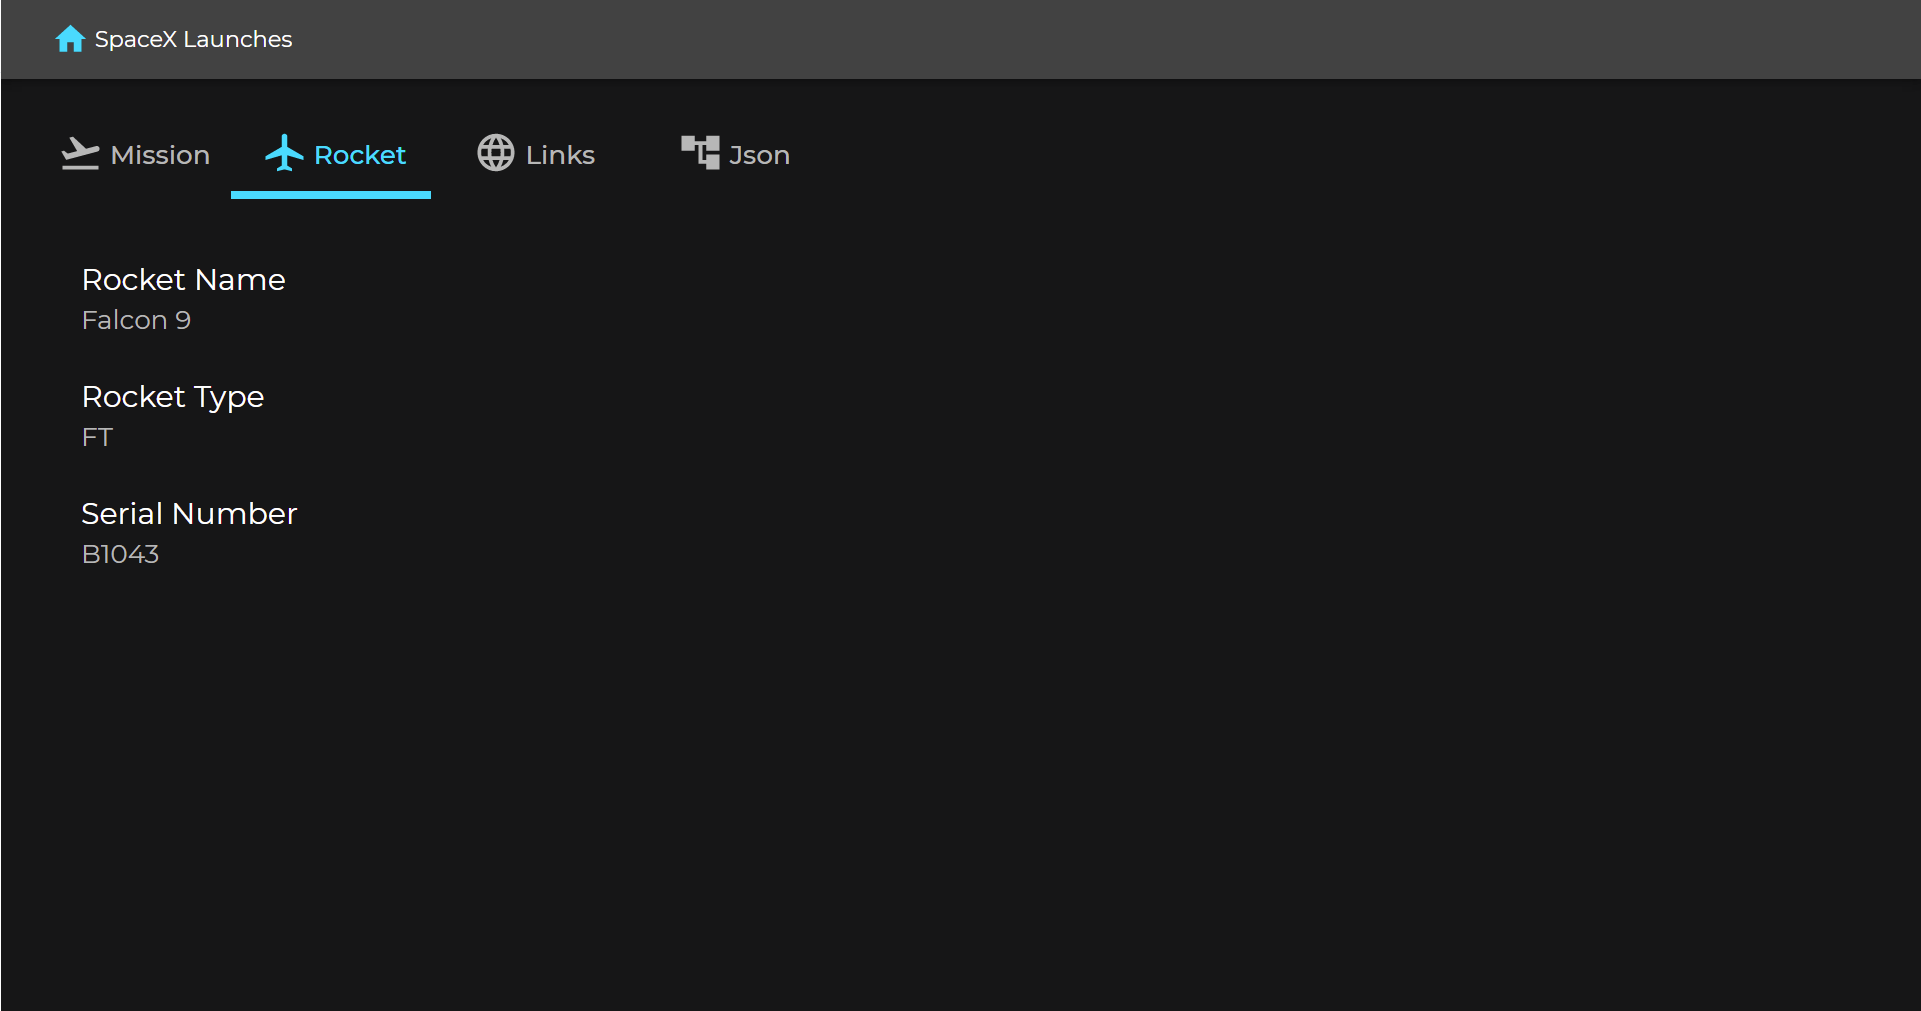 SpaceX Launches
Mission Rocket Links Json
Rocket Name
Falcon 9
Rocket Type
FT
Serial Number
B1043